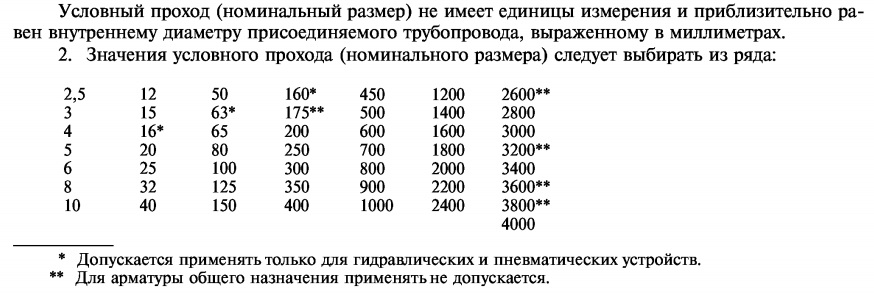 Условный проход (номинальный размер) не имеет единицы измерения и приблизительно ра-
вен внутреннему диаметру присоединяемого трубопровода, выраженному в миллиметрах.
2. Значения условного прохода (номинального размера) следует выбирать из ряда:
2,5 12 50 160* 450 1200 2600**
3 15 63* 175** 500 1400 2800
4 16* 65 200 600 1600 3000
5 20 80 250 700 1800 3200**
6 25 100 300 800 2000 3400
8 32 125 350 900 2200 3600**
10 40 150 400 1000 2400 3800**
4000
* Допускается применять только для гидравлических и пневматических устройств.
** Для арматуры общего назначения применять не допускается.